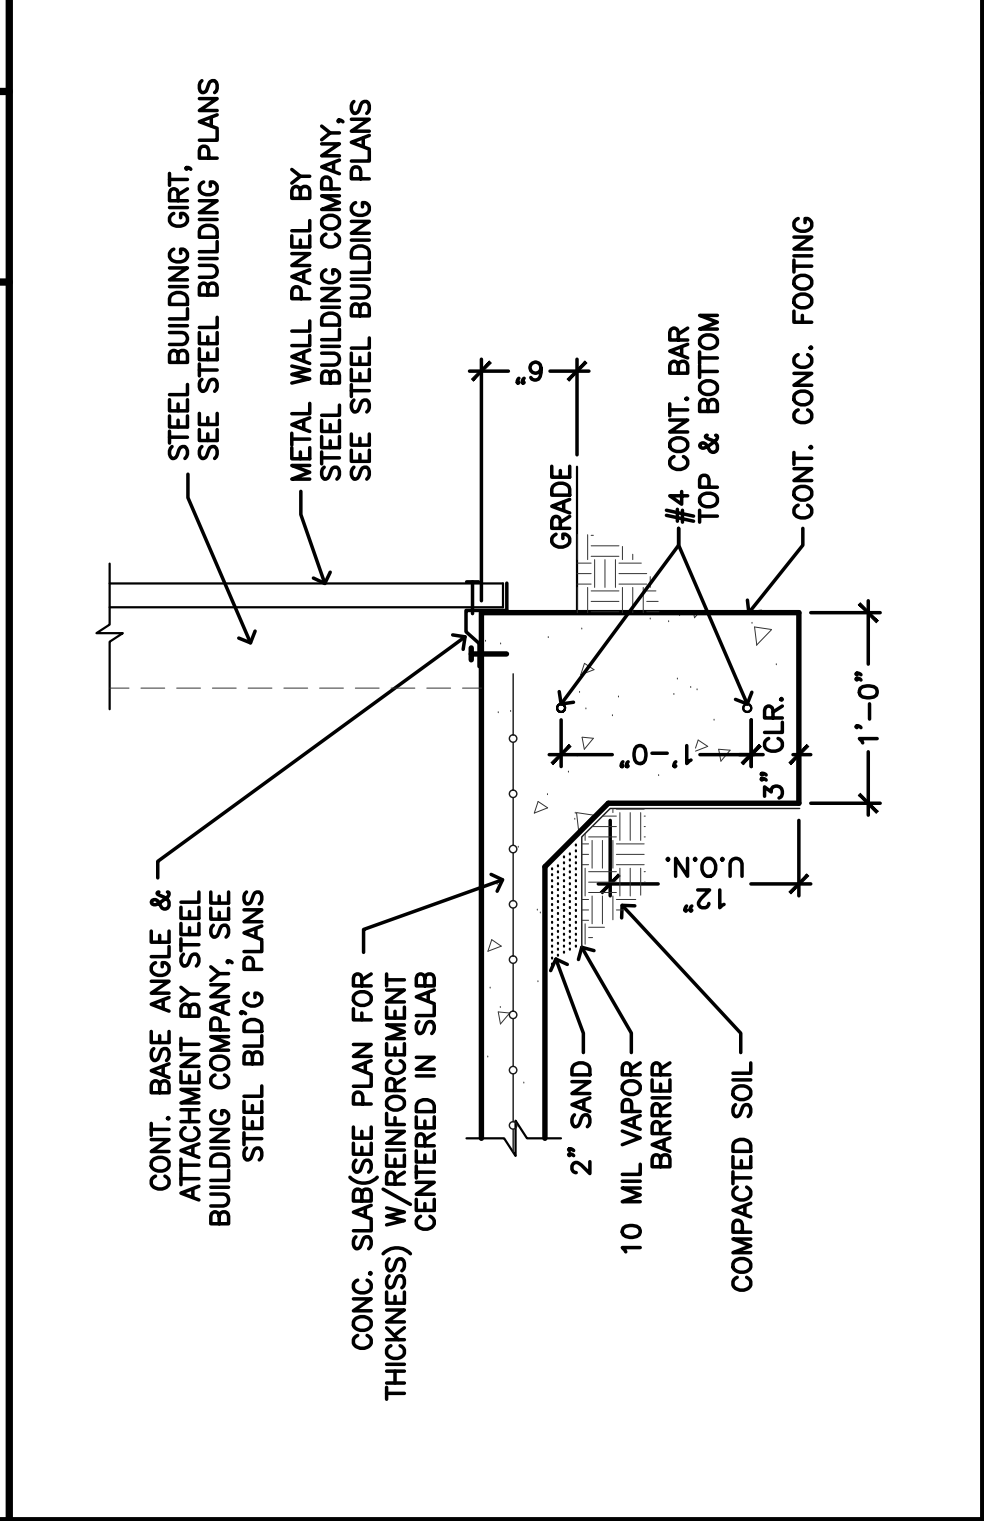 CONT. BASE ANGLE &
ATTACHMENT BY STEEL
BUILDING COMPANY, SEE
STEEL BLD'G PLANS
CONC. SLAB(SEE PLAN FOR
THICKNESS) W/REINFORCEMENT
CENTERED IN SLAB
2" SAND
10 MIL VAPOR
BARRIER
COMPACTED SOIL
STEEL BUILDING GIRT,
SEE STEEL BUILDING PLANS
METAL WALL PANEL BY
STEEL BUILDING COMPANY,
SEE STEEL BUILDING PLANS
6"
GRADE
#4 CONT. BAR
TOP & BOTTOM
CONT. CONC. FOOTING
1'-0"
3" CLR.
12"
U.O.N.
1'-0"